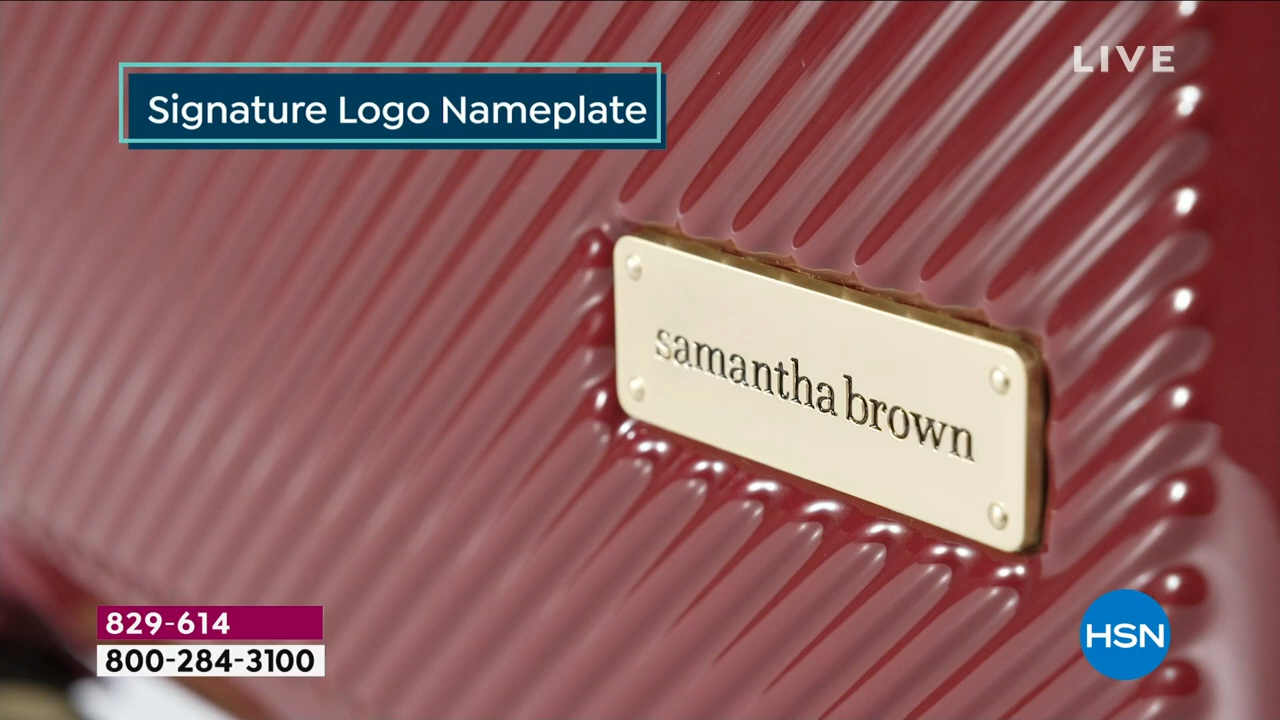 LIVE
Signature Logo Nameplate
samantha brown
829-614
800-284-3100
HSN